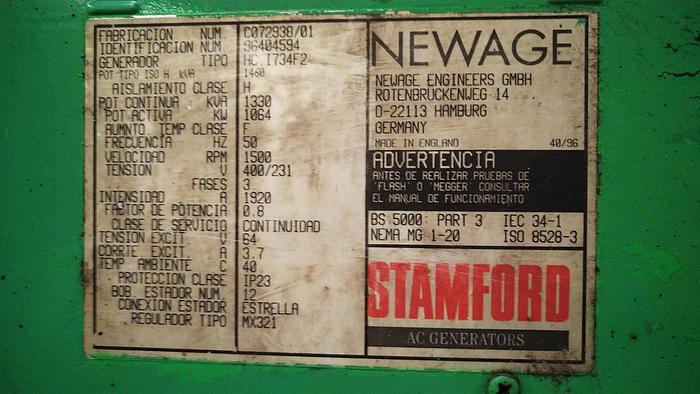 FABRICACION NUM C072938/01
IDENTIFICACION NUM 96404594
GENERADOR TIPO HC I734F2
POT TIPO ISO H kVA 1460
AISLAMIENTO CLASE H
POT CONTINUA KVA 1330
POT ACTIVA KW 1064
AUMNTO TEMP CLASE F
FRECUENCIA HZ 50
VELOCIDAD RPM 1500
TENSION V 400/231
FASES 3
INTENSIDAD A 1920
FACTOR DE POTENCIA 0.8
CLASE DE SERVICIO CONTINUIDAD
TENSION EXCIT V 64
CORRTE EXCIT A 3.7
TEMP AMBIENTE C 40
PROTECCION CLASE IP23
BOB. ESTADOR NUM. 12
CONEXION ESTADOR ESTRELLA
REGULADOR TIPO MX321
NEWAGE
NEWAGE ENGINEERS GMBH
ROTENBRUCKENWEG 14
D-22113 HAMBURG
GERMANY
MADE IN ENGLAND 40/96
ADVERTENCIA
ANTES DE REALIZAR PRUEBAS DE
'FLASH' O 'MEGGER' CONSULTAR
EL MANUAL DE FUNCIONAMIENTO
BS 5000: PART 3 IEC 34-1
NEMA MG 1-20 ISO 8528-3
STAMFORD
AC GENERATORS